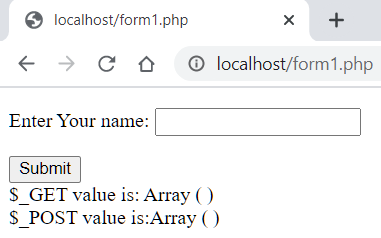 localhost/form1.php
localhost/form1.php
Enter Your name:
Submit
$_GET value is: Array ( )
$_POST value is:Array ( )